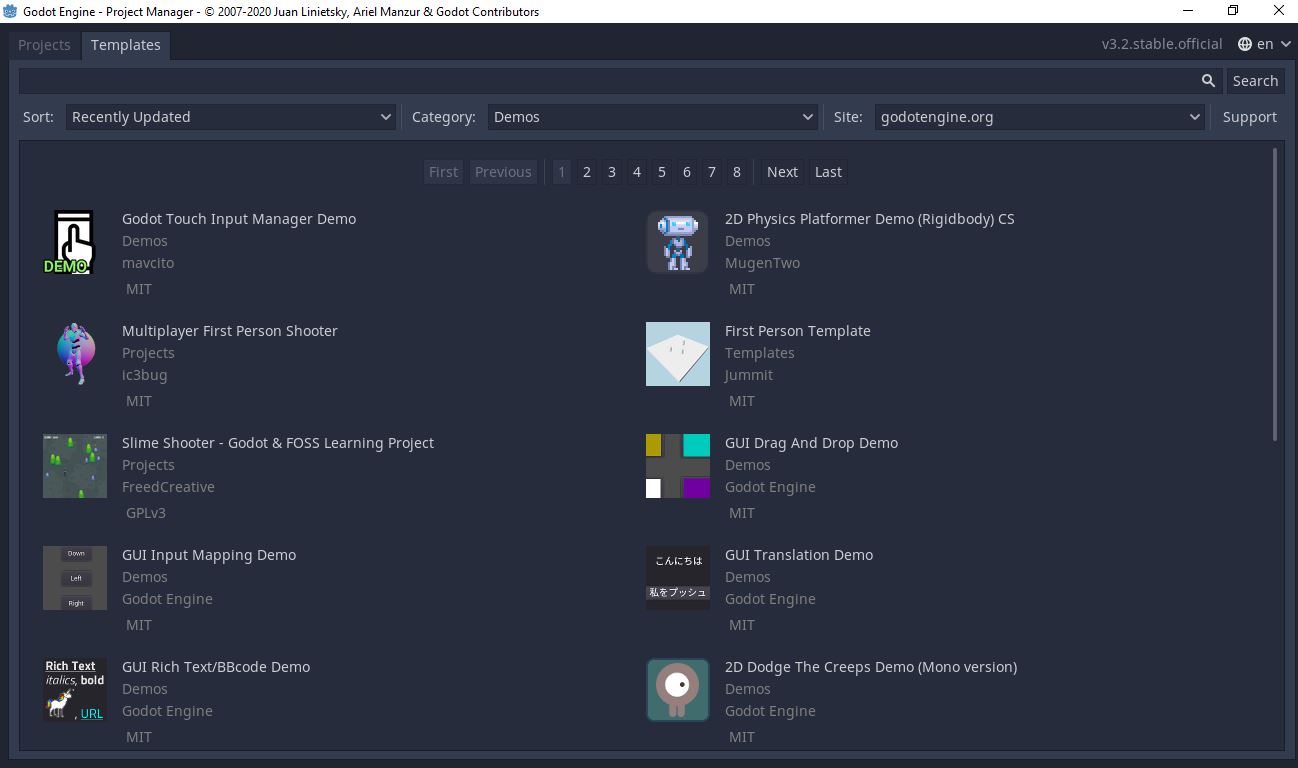 Godot Engine - Project Manager - © 2007-2020 Juan Linietsky, Ariel Manzur & Godot Contributors
Projects Templates v3.2.stable.official en
Search
Sort: Recently Updated Category: Demos Site: godotengine.org Support
First Previous 1 2 3 4 5 6 7 8 Next Last
DEMO
Godot Touch Input Manager Demo
Demos
mavcito
MIT
2D Physics Platformer Demo (Rigidbody) CS
Demos
MugenTwo
MIT
Multiplayer First Person Shooter
Projects
ic3bug
MIT
First Person Template
Templates
Jummit
MIT
Slime Shooter - Godot & FOSS Learning Project
Projects
FreedCreative
GPLv3
GUI Drag And Drop Demo
Demos
Godot Engine
MIT
Down
Left
Right
GUI Input Mapping Demo
Demos
Godot Engine
MIT
こんにちは
私をプッシュ
GUI Translation Demo
Demos
Godot Engine
MIT
Rich Text
italics, bold
, URL
GUI Rich Text/BBcode Demo
Demos
Godot Engine
MIT
2D Dodge The Creeps Demo (Mono version)
Demos
Godot Engine
MIT